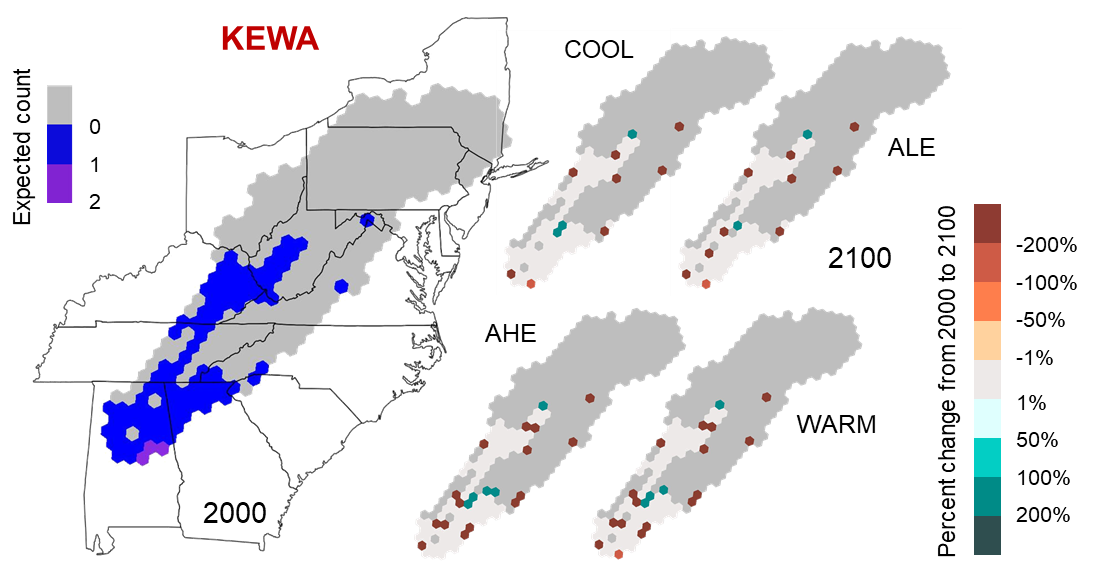 KEWA
Expected count
0
1
2
2000
COOL
ALE
2100
AHE
WARM
Percent change from 2000 to 2100
-200%
-100%
-50%
-1%
1%
50%
100%
200%